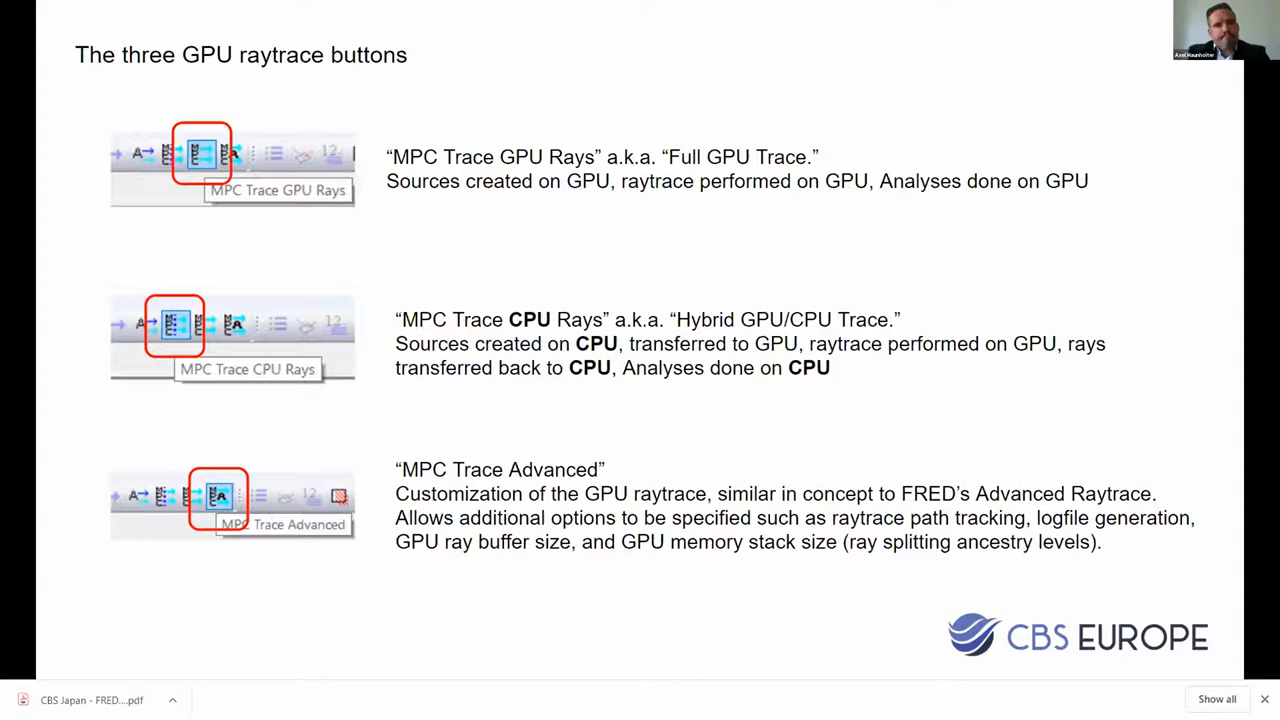 The three GPU raytrace buttons
Axel Haunholter
12
MPC Trace GPU Rays
“MPC Trace GPU Rays” a.k.a. “Full GPU Trace.”
Sources created on GPU, raytrace performed on GPU, Analyses done on GPU
12
MPC Trace CPU Rays
“MPC Trace CPU Rays” a.k.a. “Hybrid GPU/CPU Trace.”
Sources created on CPU, transferred to GPU, raytrace performed on GPU, rays
transferred back to CPU, Analyses done on CPU
12
MPC Trace Advanced
“MPC Trace Advanced”
Customization of the GPU raytrace, similar in concept to FRED’s Advanced Raytrace.
Allows additional options to be specified such as raytrace path tracking, logfile generation,
GPU ray buffer size, and GPU memory stack size (ray splitting ancestry levels).
CBS EUROPE
CBS Japan - FRED....pdf
Show all